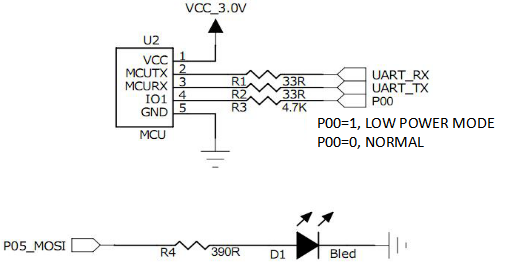 VCC_3.0V
U2
VCC 1
MCUTX 2
MCURX 3
IO1 4
GND 5
MCU
R1 33R
R2 33R
R3 4.7K
UART_RX
UART_TX
P00
P00=1, LOW POWER MODE
P00=0, NORMAL
P05_MOSI
R4 390R
D1
Bled